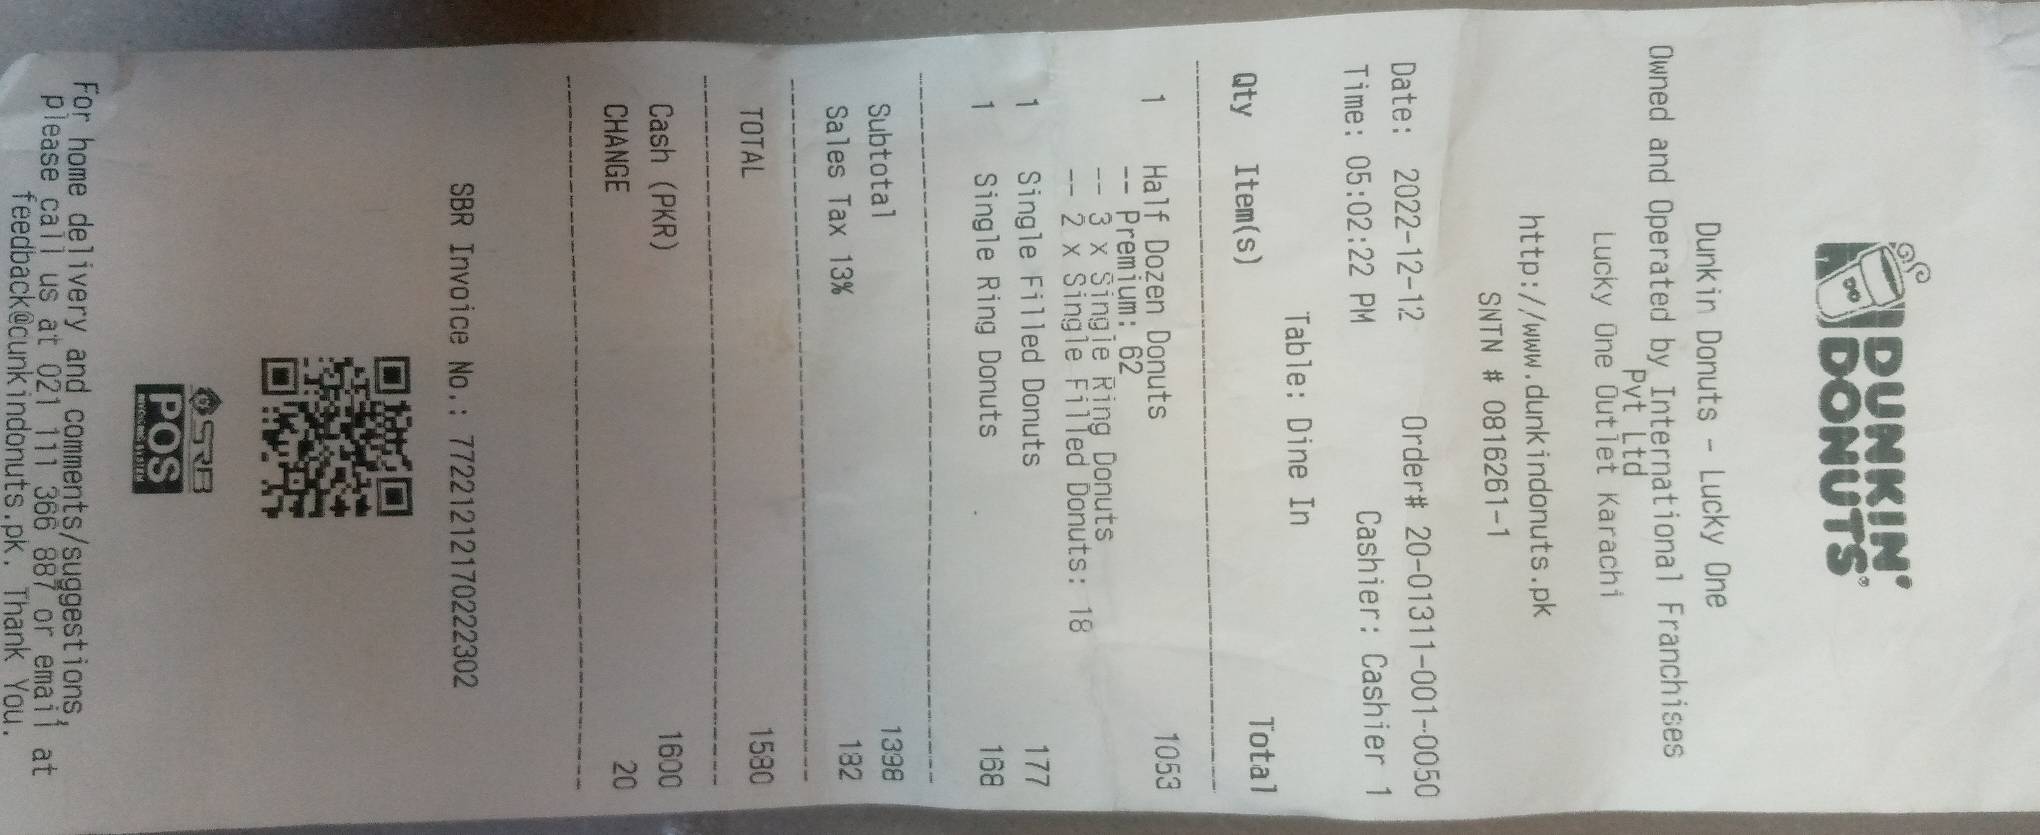 DUNKIN'
DONUTS®
DD
Dunkin Donuts - Lucky One
Owned and Operated by International Franchises
Pvt Ltd
Lucky One Outlet Karachi
http://www.dunkindonuts.pk
SNTN # 0816261-1
Date: 2022-12-12 Order# 20-01311-001-0050
Time: 05:02:22 PM Cashier: Cashier 1
Table: Dine In
Qty Item(s) Total
1 Half Dozen Donuts 1053
-- Premium: 62
-- 3 x Single Ring Donuts
-- 2 x Single Filled Donuts: 18
1 Single Filled Donuts 177
1 Single Ring Donuts 168
Subtotal 1398
Sales Tax 13% 182
TOTAL 1580
Cash (PKR) 1600
CHANGE 20
SBR Invoice No.: 77221212170222302
SRB
POS
For home delivery and comments/suggestions,
please call us at 021 111 366 887 or email at
feedback@cunkindonuts.pk. Thank You.